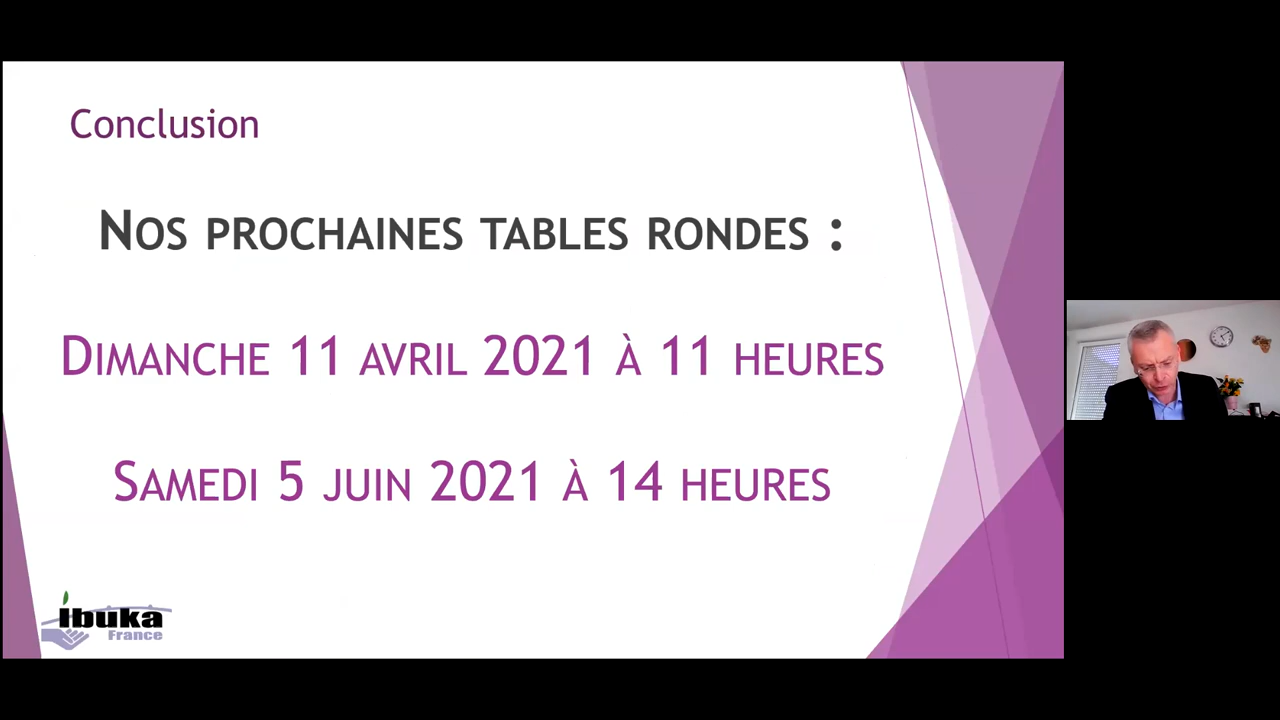 Conclusion
Nos prochaines tables rondes :
Dimanche 11 avril 2021 à 11 heures
Samedi 5 juin 2021 à 14 heures
ibuka
France